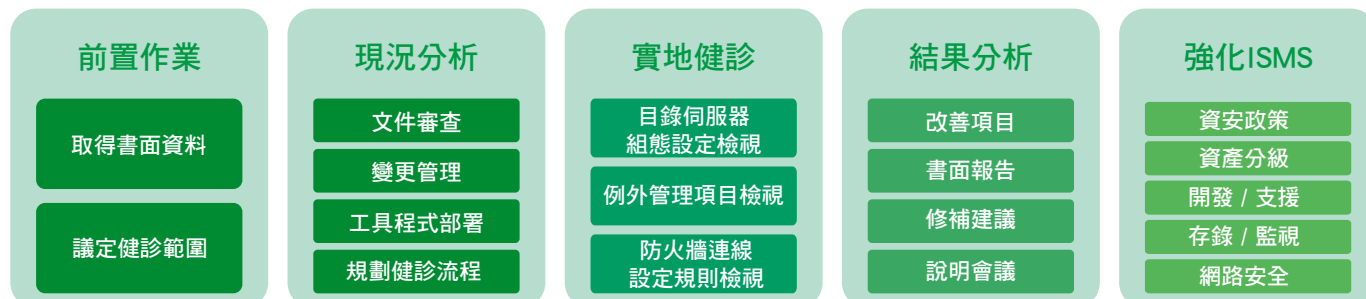 前置作業
取得書面資料
議定健診範圍
現況分析
文件審查
變更管理
工具程式部署
規劃健診流程
實地健診
目錄伺服器
組態設定檢視
例外管理項目檢視
防火牆連線
設定規則檢視
結果分析
改善項目
書面報告
修補建議
說明會議
強化ISMS
資安政策
資產分級
開發 / 支援
存錄 / 監視
網路安全